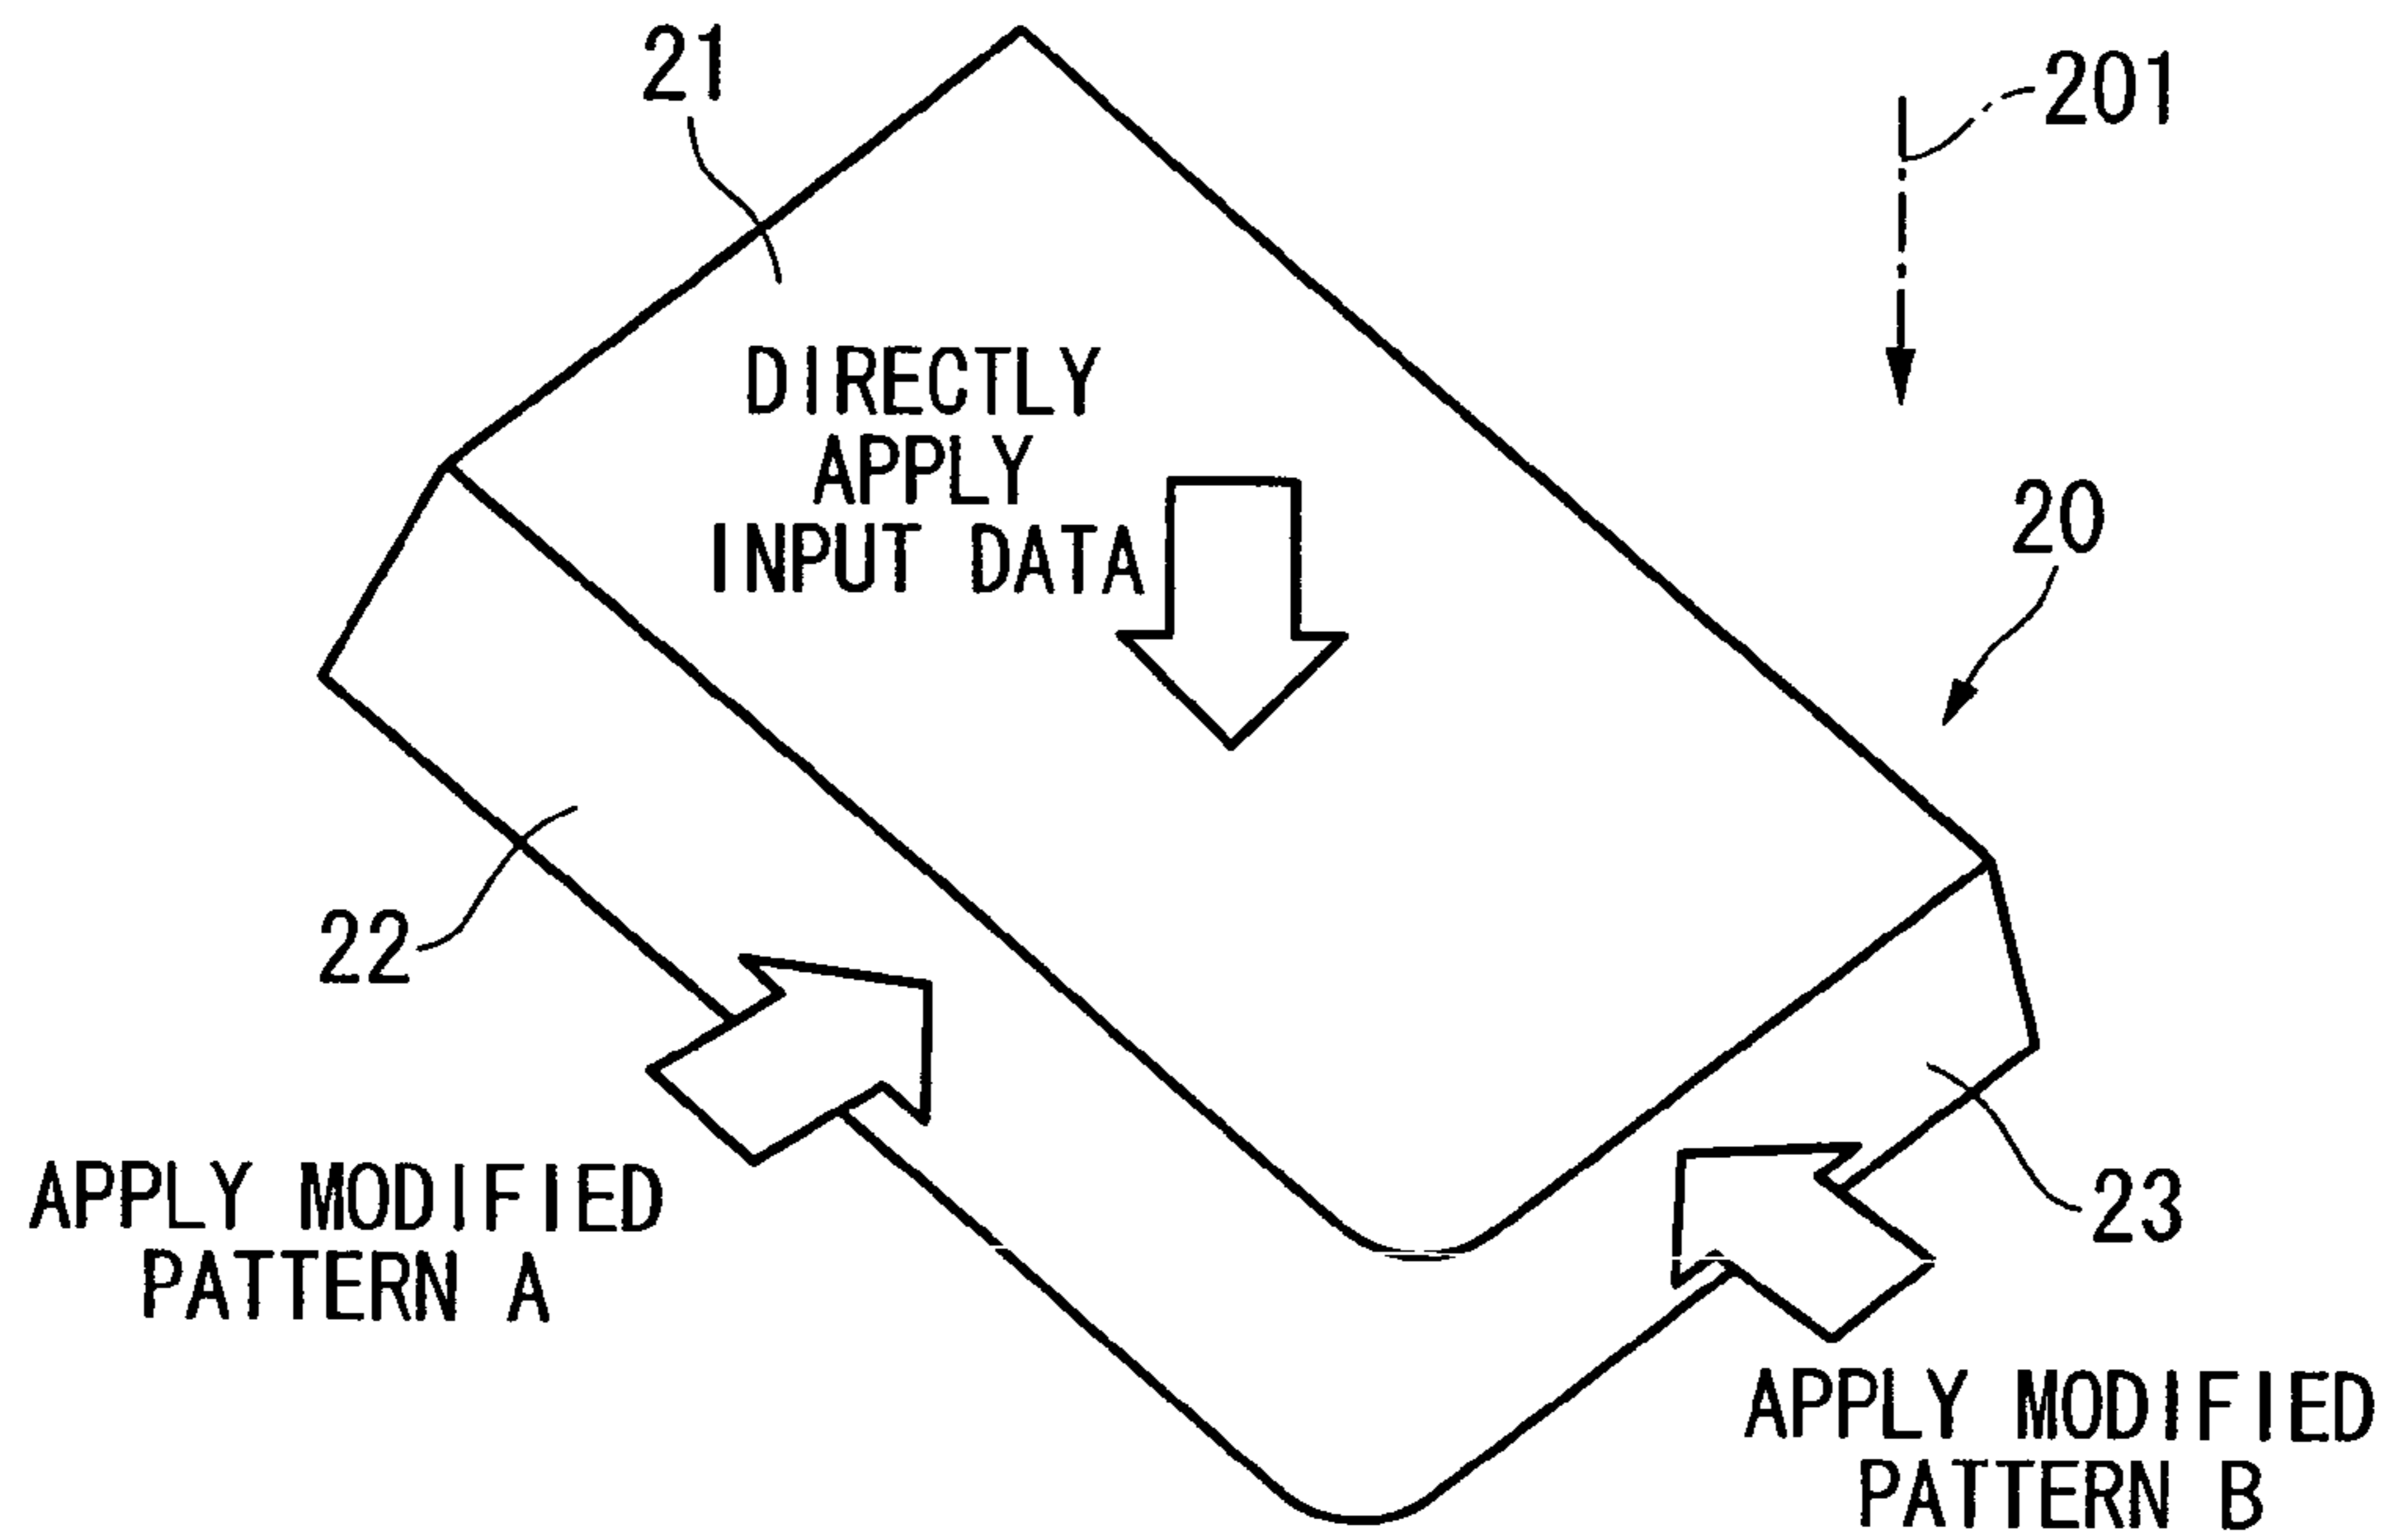 21
201
DIRECTLY
APPLY
INPUT DATA
20
22
APPLY MODIFIED
PATTERN A
23
APPLY MODIFIED
PATTERN B